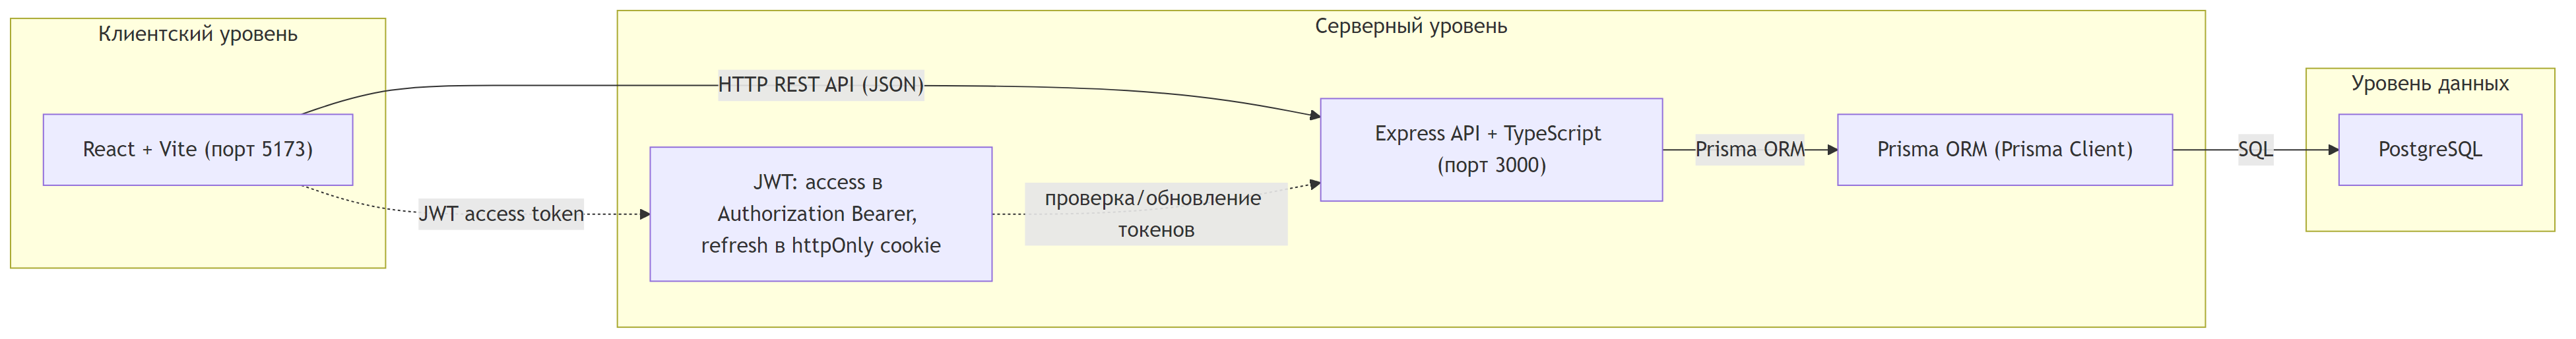 Клиентский уровень
React + Vite (порт 5173)
JWT access token
Серверный уровень
HTTP REST API (JSON)
JWT: access в
Authorization Bearer,
refresh в httpOnly cookie
проверка/обновление
токенов
Express API + TypeScript
(порт 3000)
Prisma ORM
Prisma ORM (Prisma Client)
SQL
Уровень данных
PostgreSQL